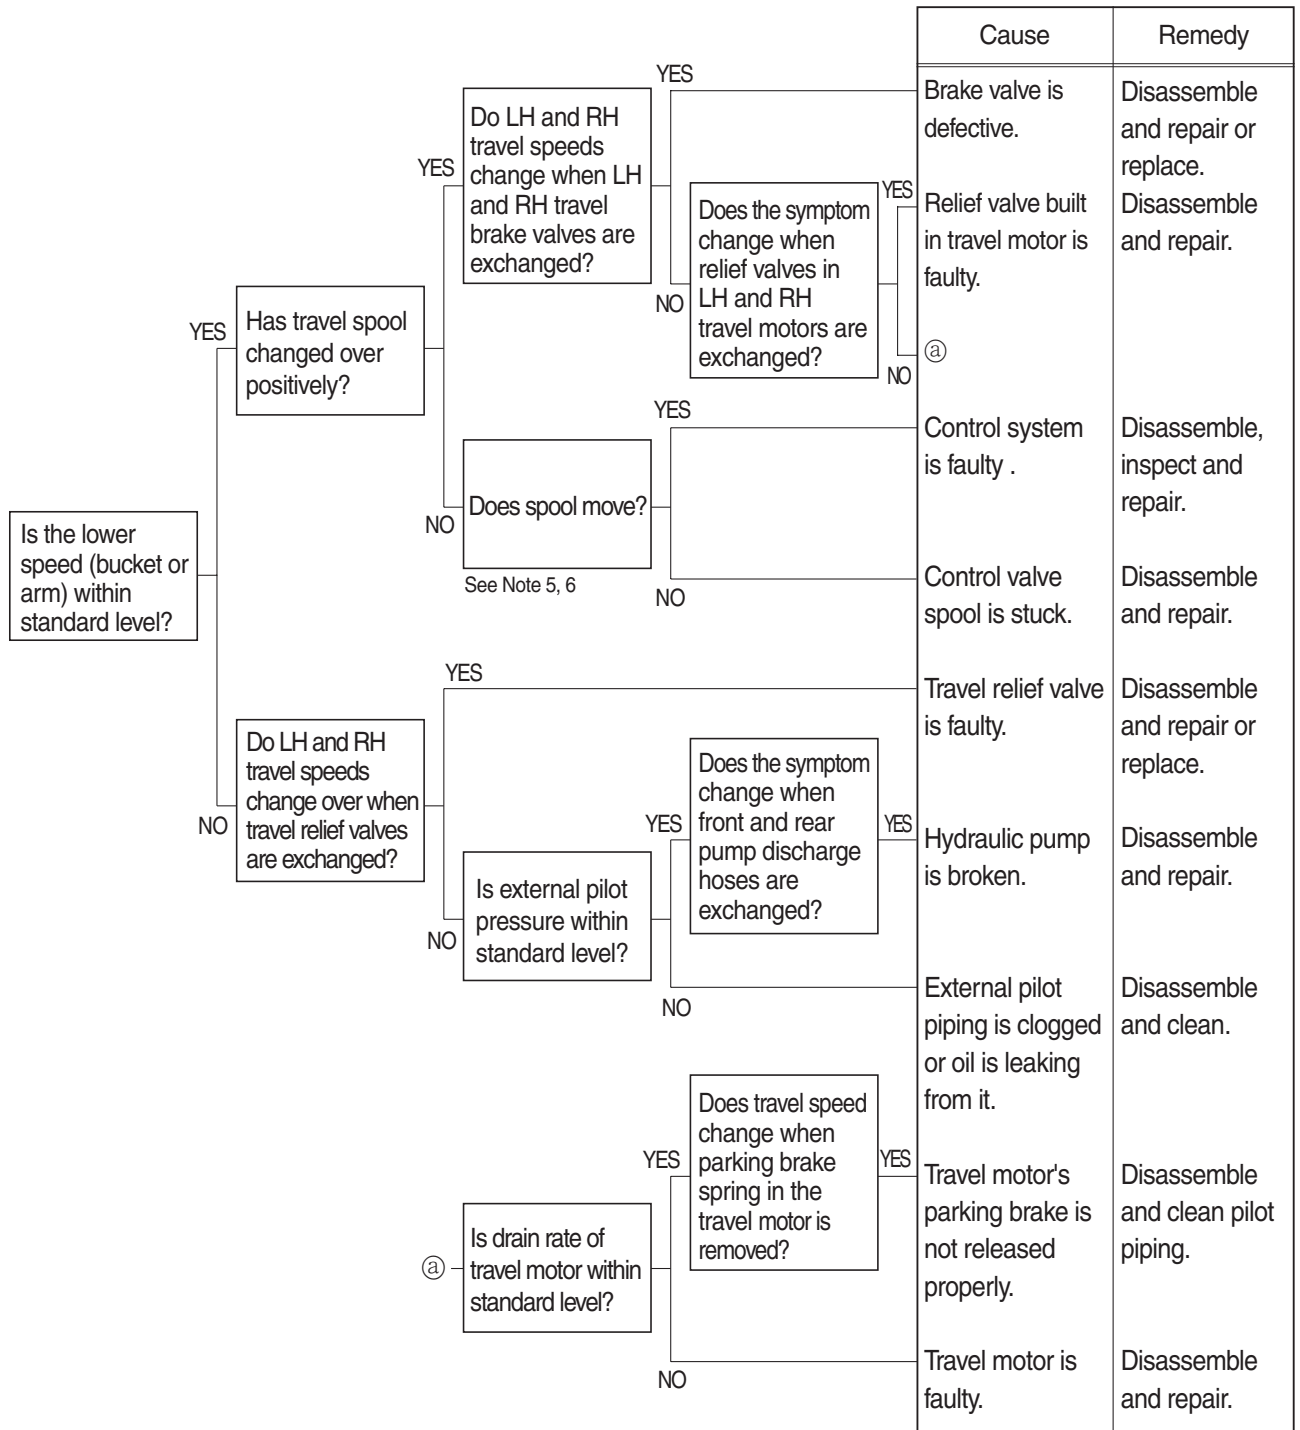 Cause
Remedy
YES
Brake valve is
defective.
Disassemble
and repair or
replace.
Do LH and RH
travel speeds
change when LH
and RH travel
brake valves are
exchanged?
YES
YES
Relief valve built
in travel motor is
faulty.
Disassemble
and repair.
Does the symptom
change when
relief valves in
LH and RH
travel motors are
exchanged?
NO
ⓐ
NO
YES
Has travel spool
changed over
positively?
YES
Control system
is faulty .
Disassemble,
inspect and
repair.
Does spool move?
NO
See Note 5, 6
NO
Control valve
spool is stuck.
Disassemble
and repair.
Is the lower
speed (bucket or
arm) within
standard level?
YES
Travel relief valve
is faulty.
Disassemble
and repair or
replace.
Do LH and RH
travel speeds
change over when
travel relief valves
are exchanged?
NO
Does the symptom
change when
front and rear
pump discharge
hoses are
exchanged?
YES
YES
Hydraulic pump
is broken.
Disassemble
and repair.
Is external pilot
pressure within
standard level?
NO
NO
External pilot
piping is clogged
or oil is leaking
from it.
Disassemble
and clean.
Does travel speed
change when
parking brake
spring in the
travel motor is
removed?
YES
YES
Travel motor's
parking brake is
not released
properly.
Disassemble
and clean pilot
piping.
ⓐ
Is drain rate of
travel motor within
standard level?
NO
Travel motor is
faulty.
Disassemble
and repair.